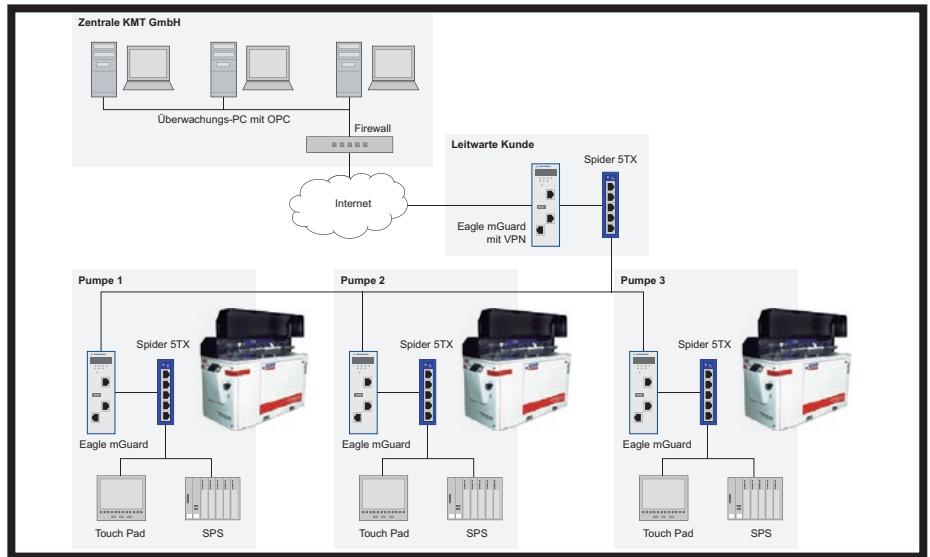 Zentrale KMT GmbH
Überwachungs-PC mit OPC
Firewall
Leitwarte Kunde
Spider 5TX
Internet
Eagle mGuard
mit VPN
Pumpe 1
Spider 5TX
Eagle mGuard
Touch Pad
SPS
Pumpe 2
Spider 5TX
Eagle mGuard
Touch Pad
SPS
Pumpe 3
Spider 5TX
Eagle mGuard
Touch Pad
SPS